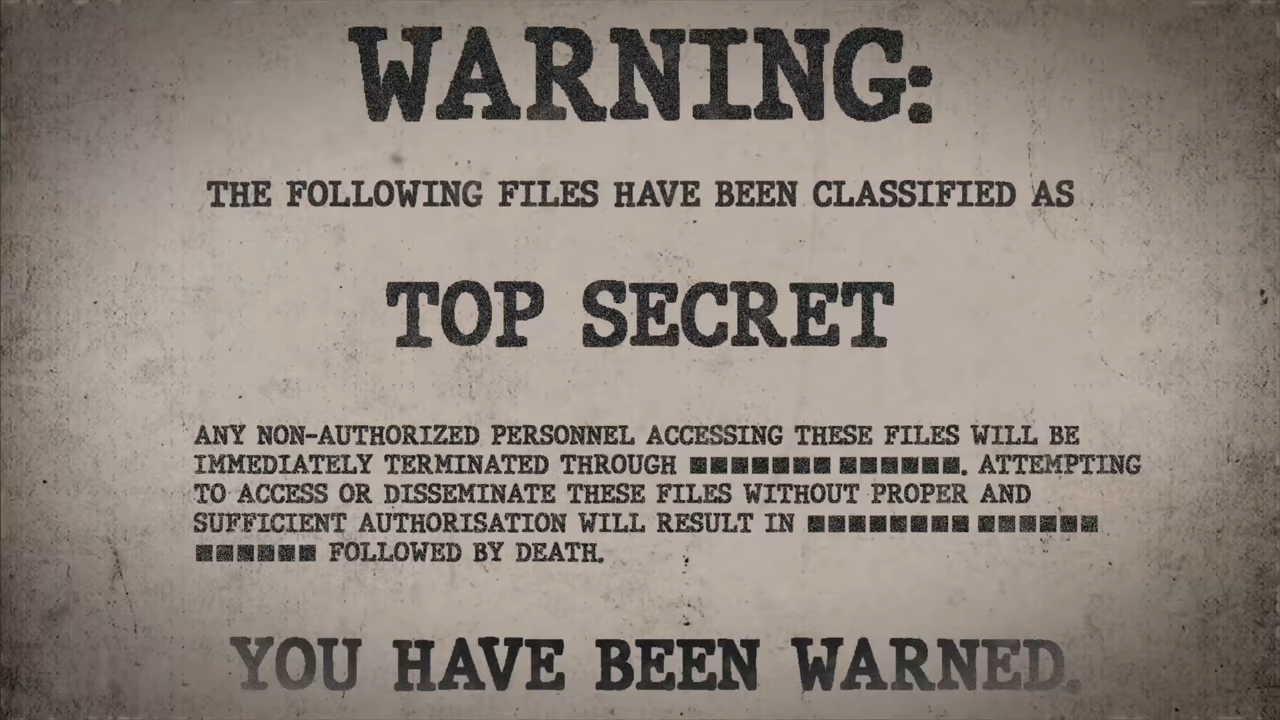 WARNING:
THE FOLLOWING FILES HAVE BEEN CLASSIFIED AS
TOP SECRET
ANY NON-AUTHORIZED PERSONNEL ACCESSING THESE FILES WILL BE
IMMEDIATELY TERMINATED THROUGH ■■■■■■■ ■■■■■■. ATTEMPTING
TO ACCESS OR DISSEMINATE THESE FILES WITHOUT PROPER AND
SUFFICIENT AUTHORISATION WILL RESULT IN ■■■■■■■■ ■■■■■■
■■■■■■ FOLLOWED BY DEATH.
YOU HAVE BEEN WARNED.